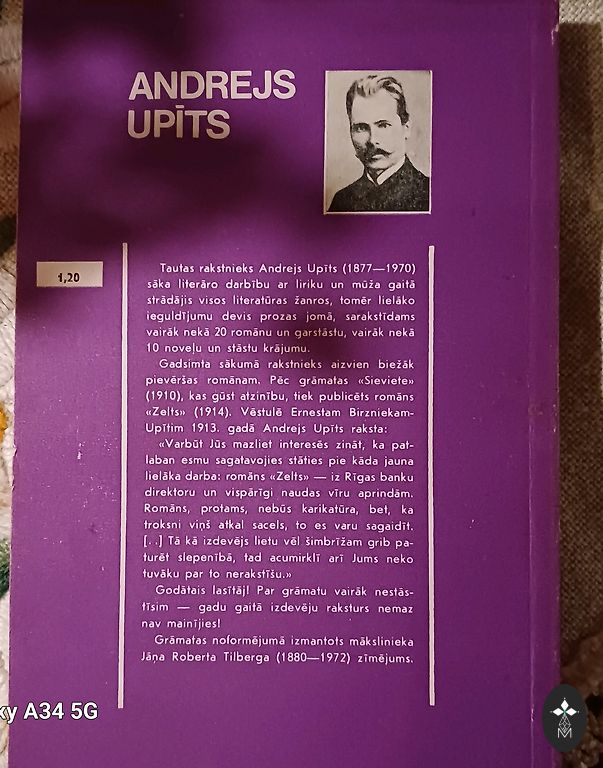 ANDREJS
UPĪTS
1,20
Tautas rakstnieks Andrejs Upīts (1877—1970)
sāka literāro darbību ar liriku un mūža gaitā
strādājis visos literatūras žanros, tomēr lielāko
ieguldījumu devis prozas jomā, sarakstīdams
vairāk nekā 20 romānu un garstāstu, vairāk nekā
10 noveļu un stāstu krājumu.
Gadsimta sākumā rakstnieks aizvien biežāk
pievēršas romānam. Pēc grāmatas «Sieviete»
(1910), kas gūst atzinību, tiek publicēts romāns
«Zelts» (1914). Vēstulē Ernestam Birzniekam-
Upītim 1913. gadā Andrejs Upīts raksta:
«Varbūt Jūs mazliet interesēs zināt, ka pat-
laban esmu sagatavojies stāties pie kāda jauna
lielāka darba: romāns «Zelts» — iz Rīgas banku
direktoru un vispārīgi naudas vīru aprindām.
Romāns, protams, nebūs karikatūra, bet, ka
troksni viņš atkal sacels, to es varu sagaidīt.
[. .] Tā kā izdevējs lietu vēl šimbrīžam grib pa-
turēt slepenībā, tad acumirklī arī Jums neko
tuvāku par to nerakstīšu.»
Godātais lasītāj! Par grāmatu vairāk nestās-
tīsim — gadu gaitā izdevēju raksturs nemaz
nav mainījies!
Grāmatas noformējumā izmantots mākslinieka
Jāņa Roberta Tilberga (1880—1972) zīmējums.
xy A34 5G
M